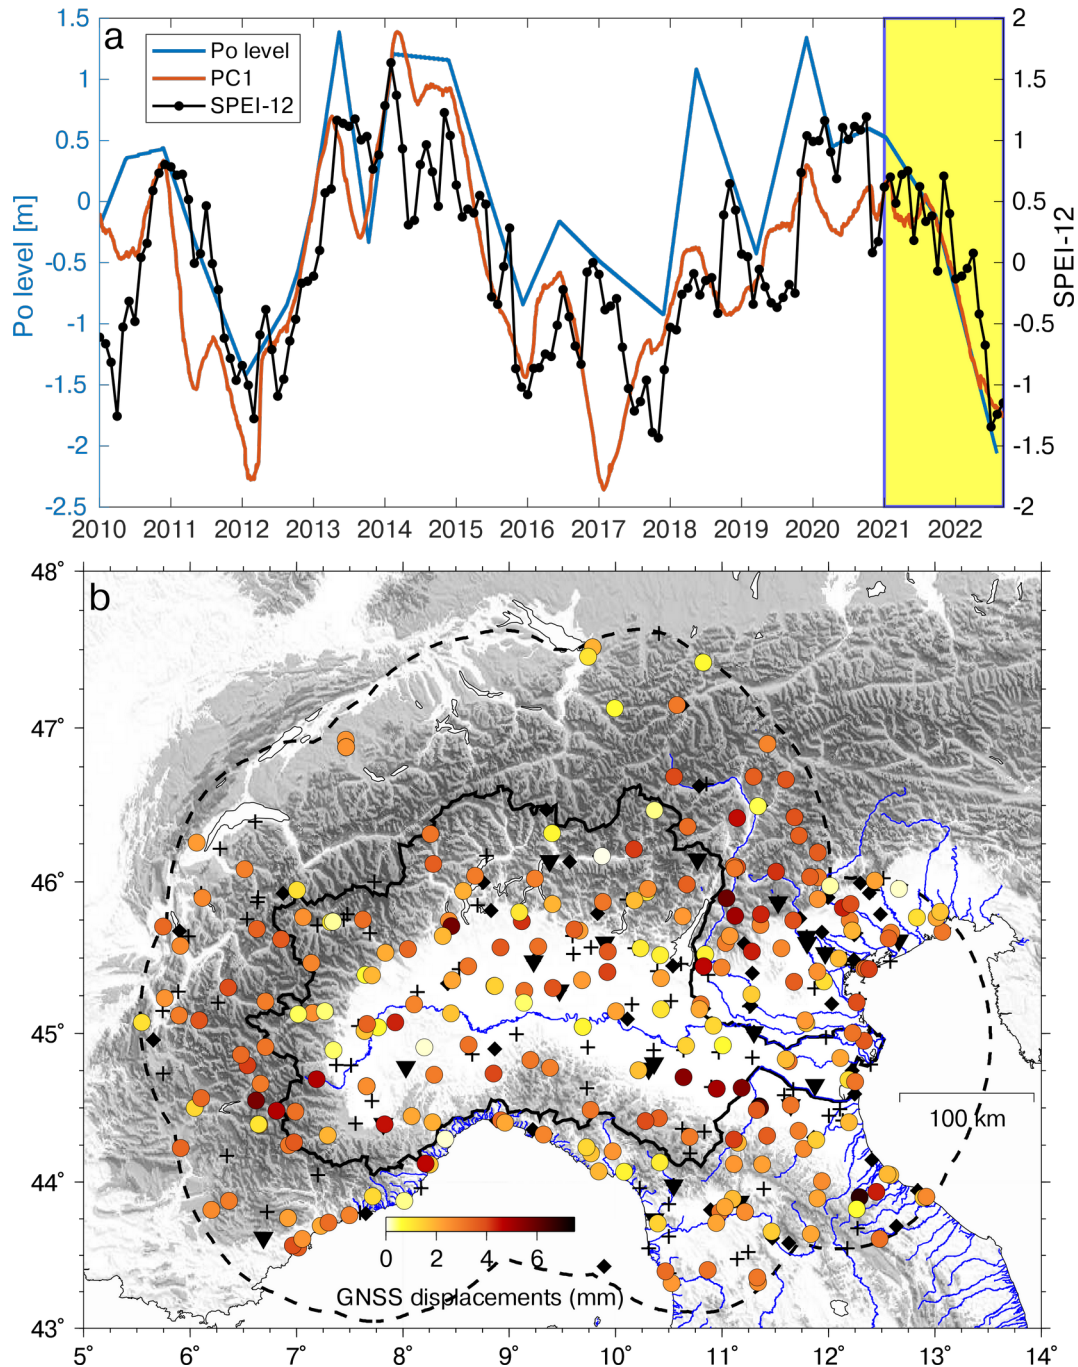 a
Po level
PC1
SPEI-12
1.5
1
0.5
0
-0.5
-1
-1.5
-2
-2.5
Po level [m]
2
1.5
1
0.5
0
-0.5
-1
-1.5
-2
SPEI-12
2010 2011 2012 2013 2014 2015 2016 2017 2018 2019 2020 2021 2022
b
48°
47°
46°
45°
44°
43°
100 km
0 2 4 6
GNSS displacements (mm)
5° 6° 7° 8° 9° 10° 11° 12° 13° 14°